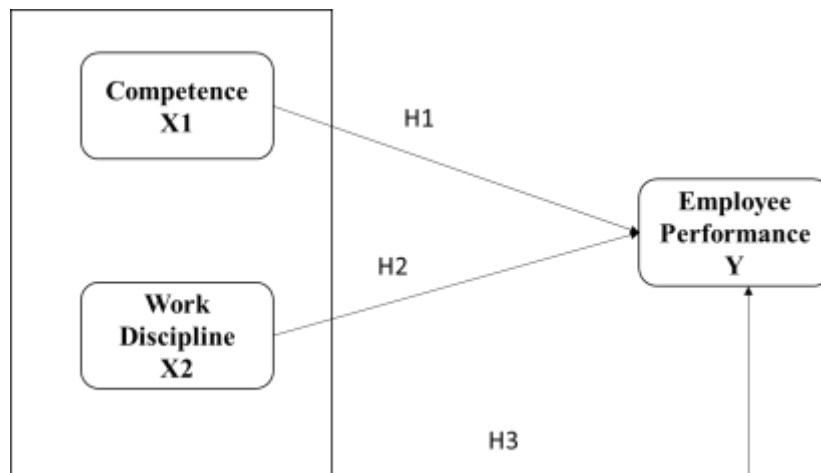 Competence
X1
H1
Employee
Performance
Y
H2
Work
Discipline
X2
H3